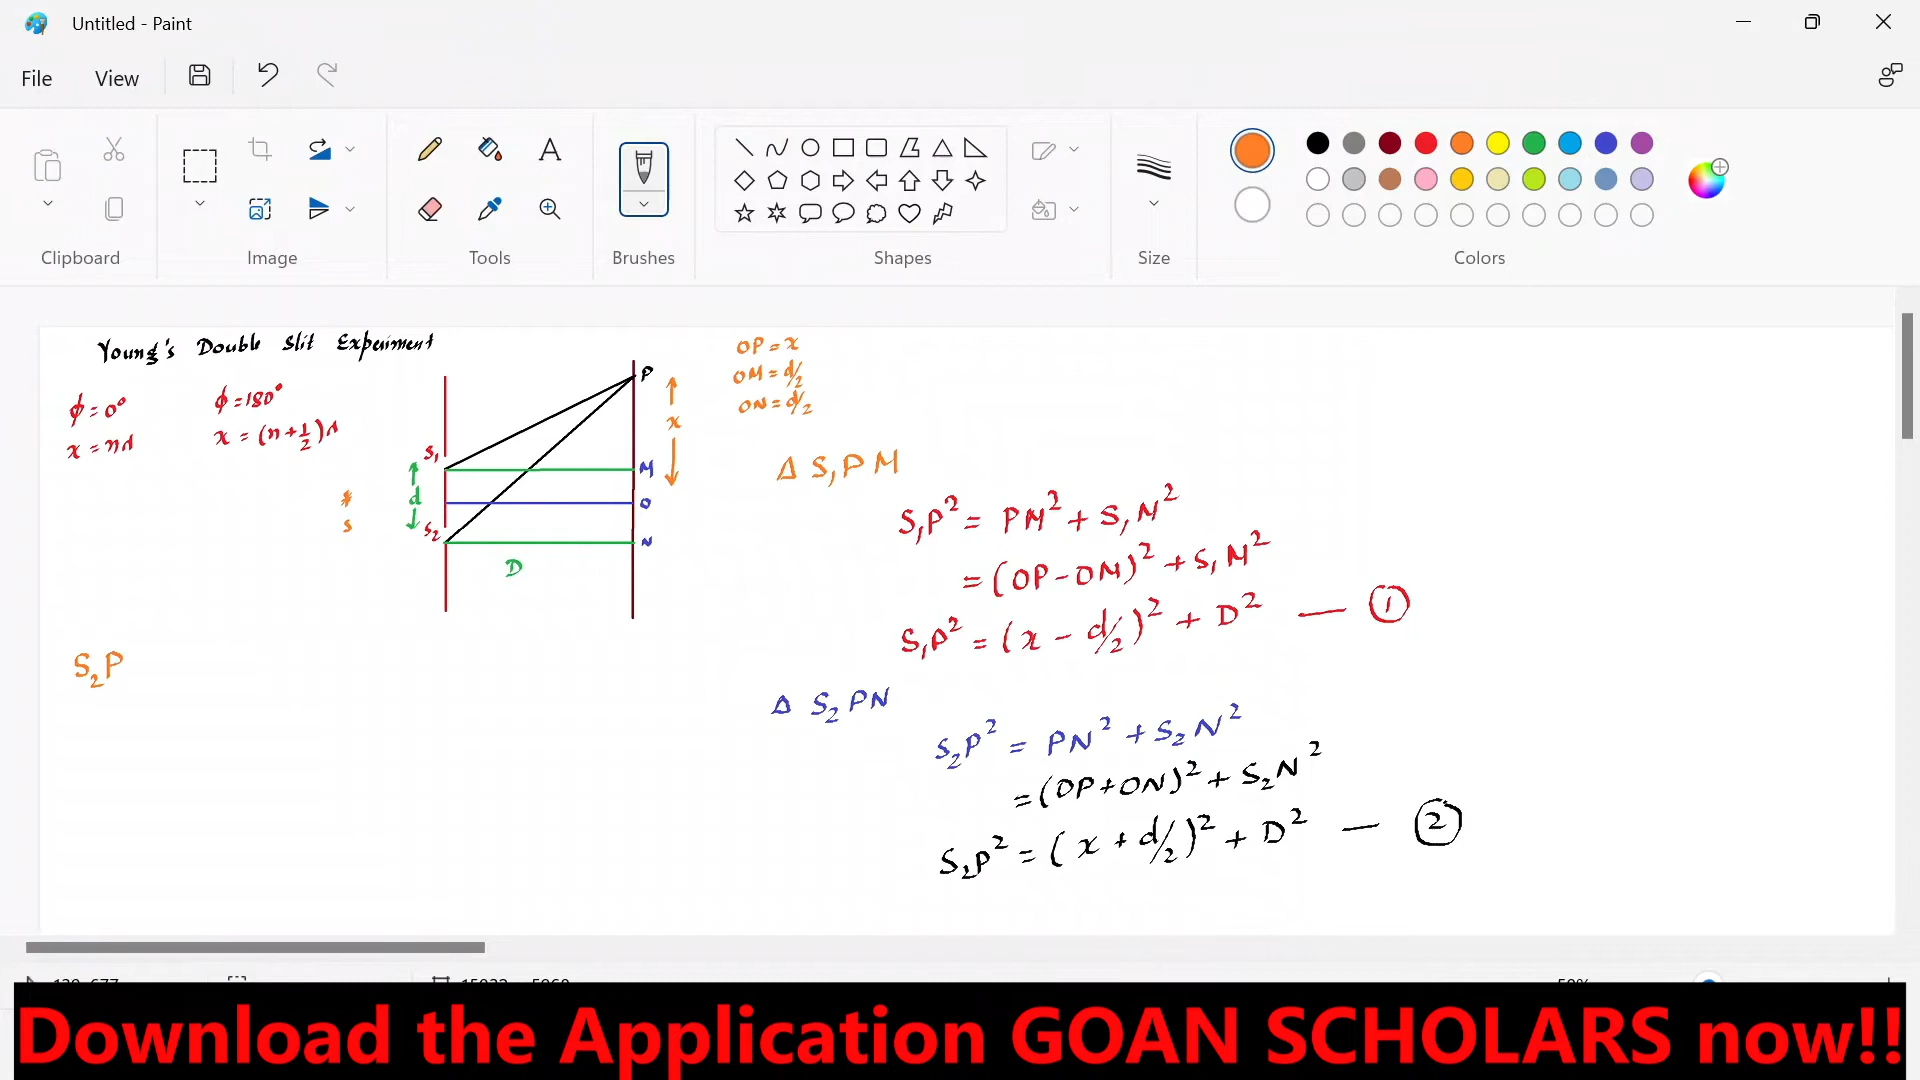 Untitled - Paint
File View
Clipboard Image Tools Brushes Shapes Size Colors
Young's Double Slit Experiment
ϕ = 0° ϕ = 180°
x = nλ x = (n + 1/2)λ
P
x
S₁ M
d O
S₂ N
D
*
S
OP = x
OM = d/2
ON = d/2
Δ S₁PM
S₁P² = PM² + S₁M²
= (OP - OM)² + S₁M²
S₁P² = (x - d/2)² + D² — ①
S₂P
Δ S₂PN
S₂P² = PN² + S₂N²
= (OP + ON)² + S₂N²
S₂P² = (x + d/2)² + D² — ②
Download the Application GOAN SCHOLARS now!!